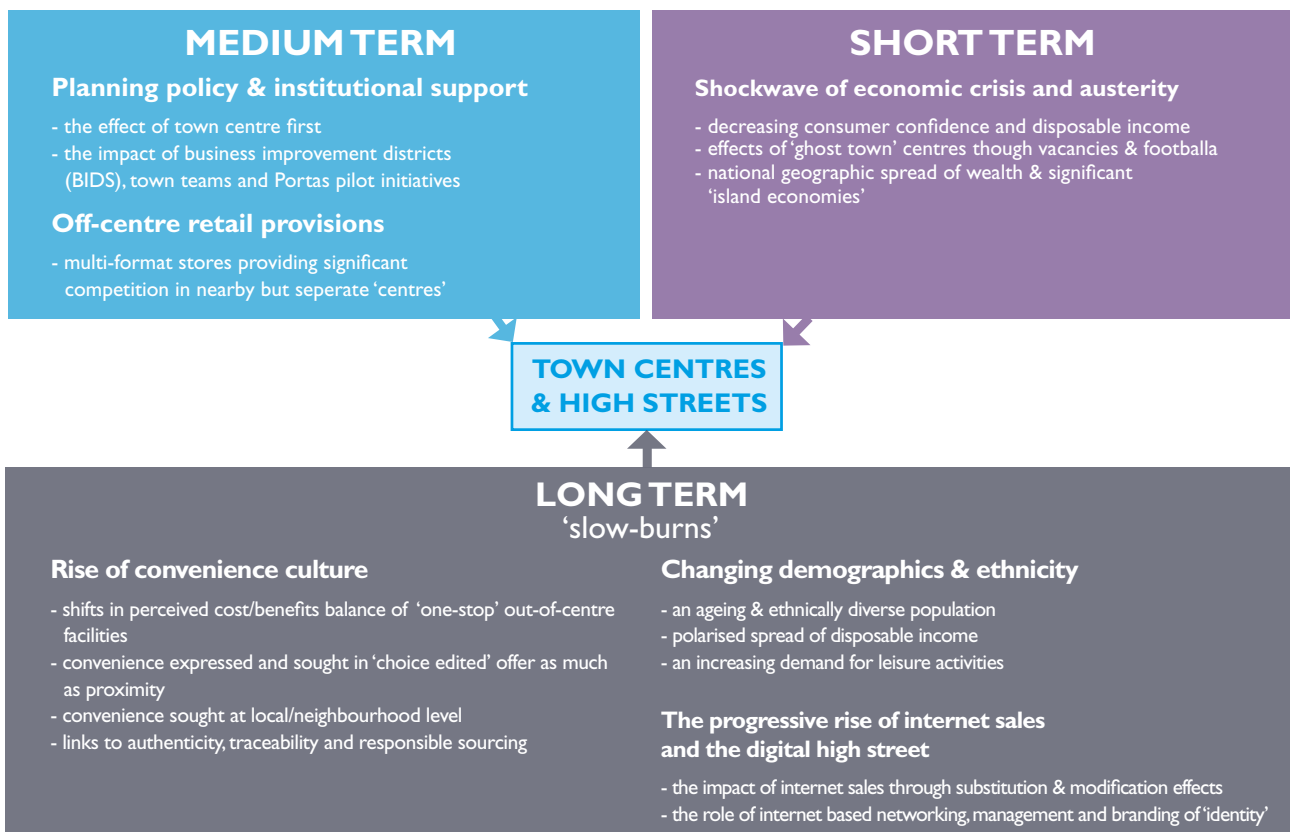 MEDIUM TERM
Planning policy & institutional support
- the effect of town centre first
- the impact of business improvement districts
(BIDS), town teams and Portas pilot initiatives
Off-centre retail provisions
- multi-format stores providing significant
competition in nearby but seperate ‘centres’
SHORT TERM
Shockwave of economic crisis and austerity
- decreasing consumer confidence and disposable income
- effects of ‘ghost town’ centres though vacancies & footballa
- national geographic spread of wealth & significant
‘island economies’
TOWN CENTRES
& HIGH STREETS
LONG TERM
‘slow-burns’
Rise of convenience culture
- shifts in perceived cost/benefits balance of ‘one-stop’ out-of-centre
facilities
- convenience expressed and sought in ‘choice edited’ offer as much
as proximity
- convenience sought at local/neighbourhood level
- links to authenticity, traceability and responsible sourcing
Changing demographics & ethnicity
- an ageing & ethnically diverse population
- polarised spread of disposable income
- an increasing demand for leisure activities
The progressive rise of internet sales
and the digital high street
- the impact of internet sales through substitution & modification effects
- the role of internet based networking, management and branding of ‘identity’